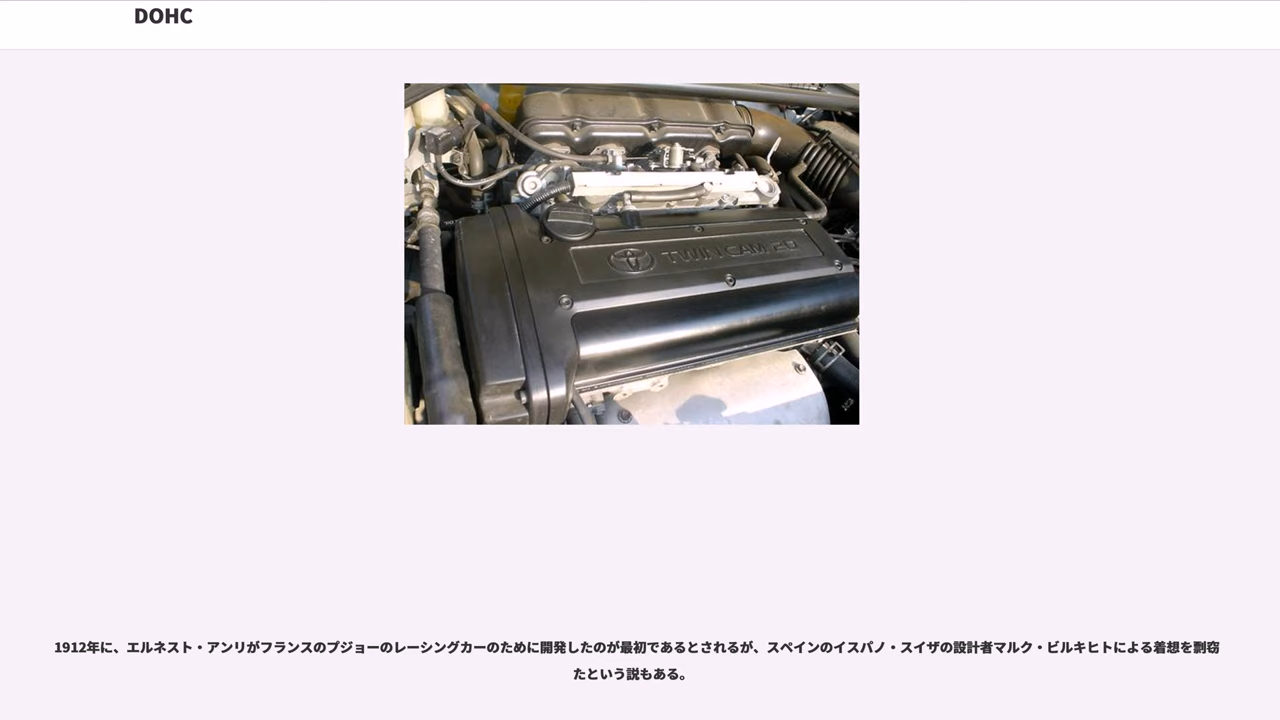 DOHC
TWIN CAM 20
1912年に、エルネスト・アンリがフランスのプジョーのレーシングカーのために開発したのが最初であるとされるが、スペインのイスパノ・スイザの設計者マルク・ビルキヒトによる着想を剽窃
たという説もある。